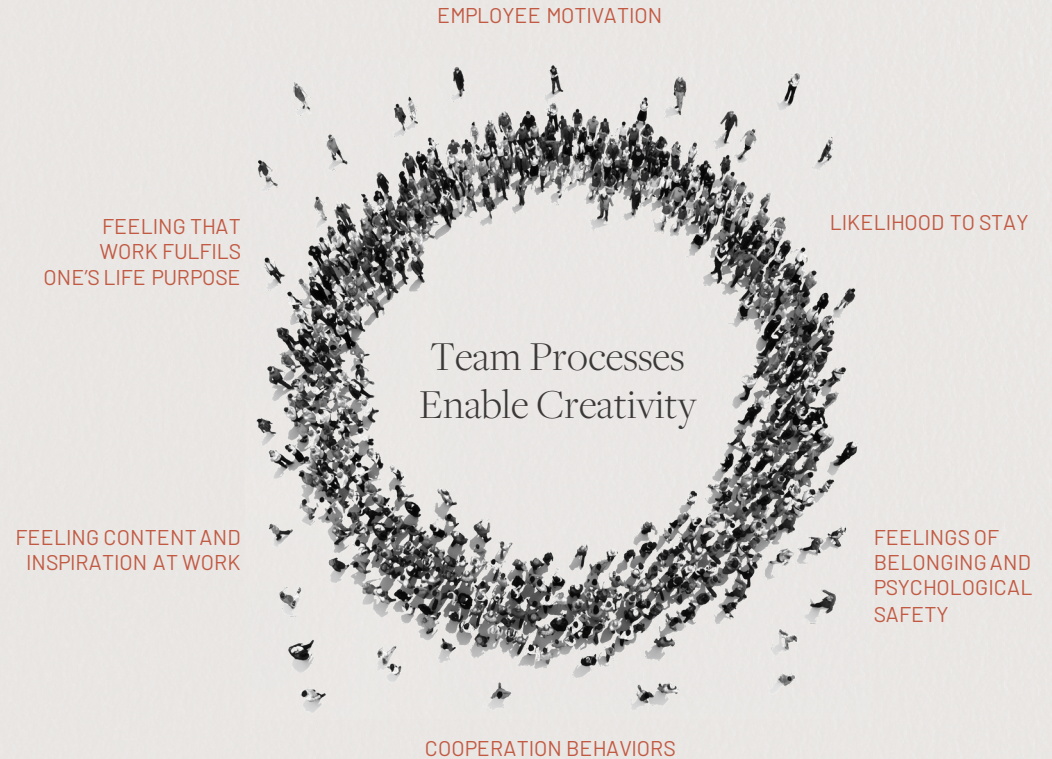 EMPLOYEE MOTIVATION
FEELING THAT
WORK FULFILS
ONE'S LIFE PURPOSE
LIKELIHOOD TO STAY
Team Processes
Enable Creativity
FEELING CONTENT AND
INSPIRATION AT WORK
FEELINGS OF
BELONGING AND
PSYCHOLOGICAL
SAFETY
COOPERATION BEHAVIORS